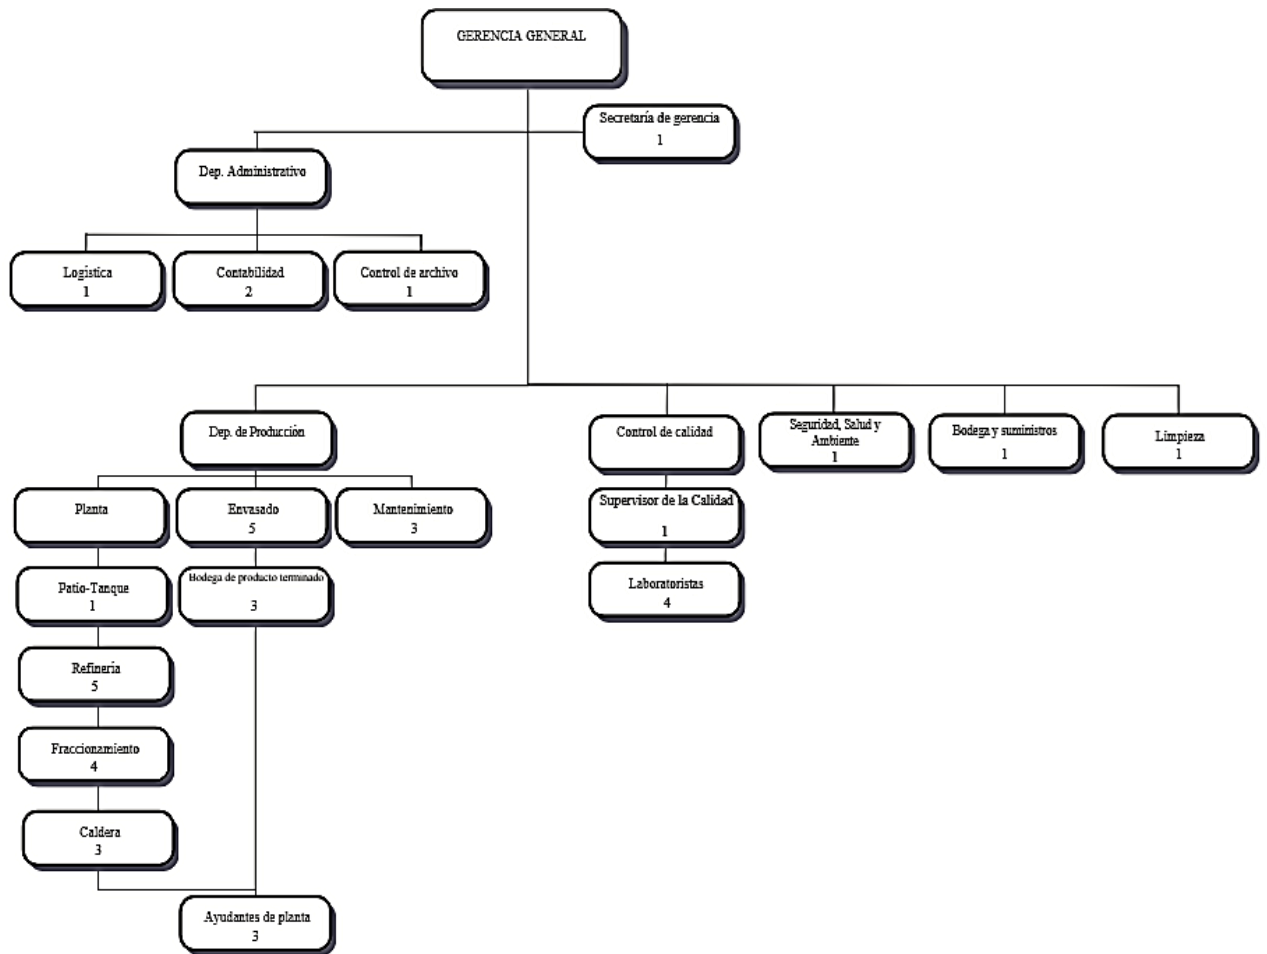 GERENCIA GENERAL
Secretaría de gerencia
1
Dep. Administrativo
Logística
1
Contabilidad
2
Control de archivo
1
Dep. de Producción
Control de calidad
Seguridad, Salud y
Ambiente
1
Bodega y suministros
1
Limpieza
1
Planta
Envasado
5
Mantenimiento
3
Supervisor de la Calidad
1
Patio-Tanque
1
Bodega de producto terminado
3
Laboratoristas
4
Refinería
5
Fraccionamiento
4
Caldera
3
Ayudantes de planta
3